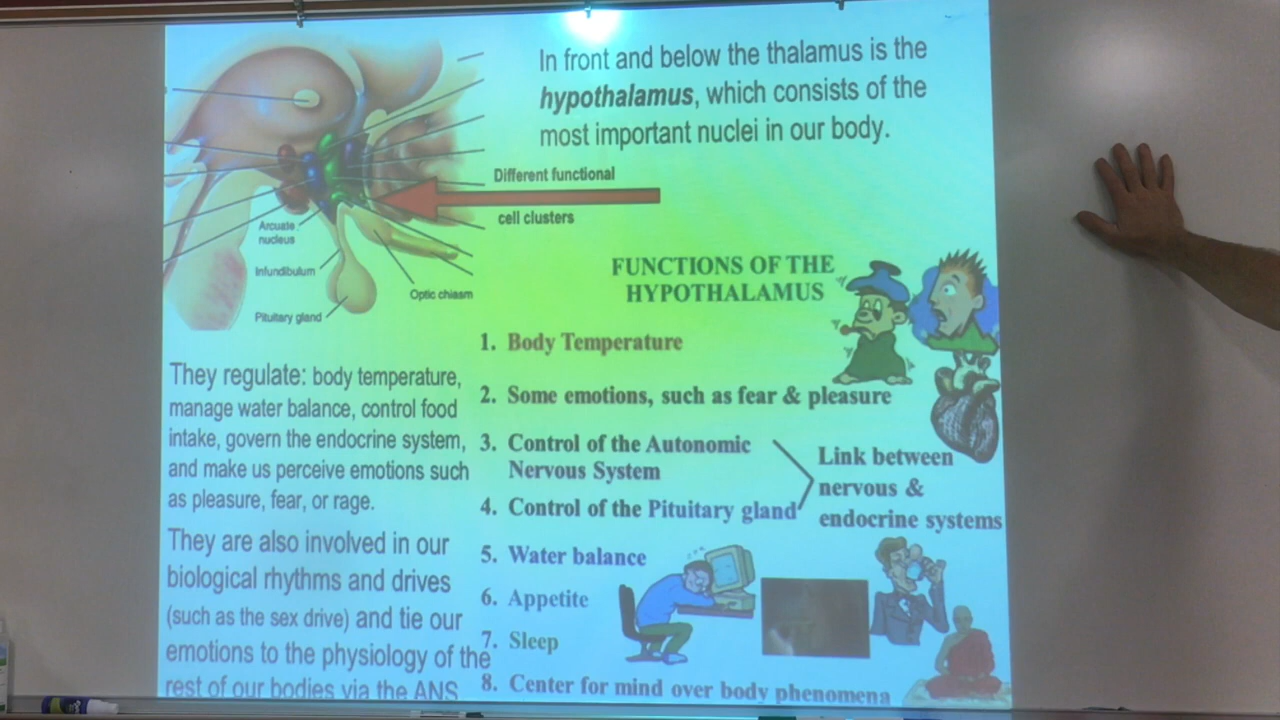 In front and below the thalamus is the
hypothalamus, which consists of the
most important nuclei in our body.
Different functional
cell clusters
Arcuate
nucleus
Infundibulum
Optic chiasm
Pituitary gland
FUNCTIONS OF THE
HYPOTHALAMUS
They regulate: body temperature,
manage water balance, control food
intake, govern the endocrine system,
and make us perceive emotions such
as pleasure, fear, or rage.
They are also involved in our
biological rhythms and drives
(such as the sex drive) and tie our
emotions to the physiology of the
rest of our bodies via the ANS
1. Body Temperature
2. Some emotions, such as fear & pleasure
3. Control of the Autonomic
Nervous System
4. Control of the Pituitary gland
Link between
nervous &
endocrine systems
5. Water balance
6. Appetite
7. Sleep
8. Center for mind over body phenomena